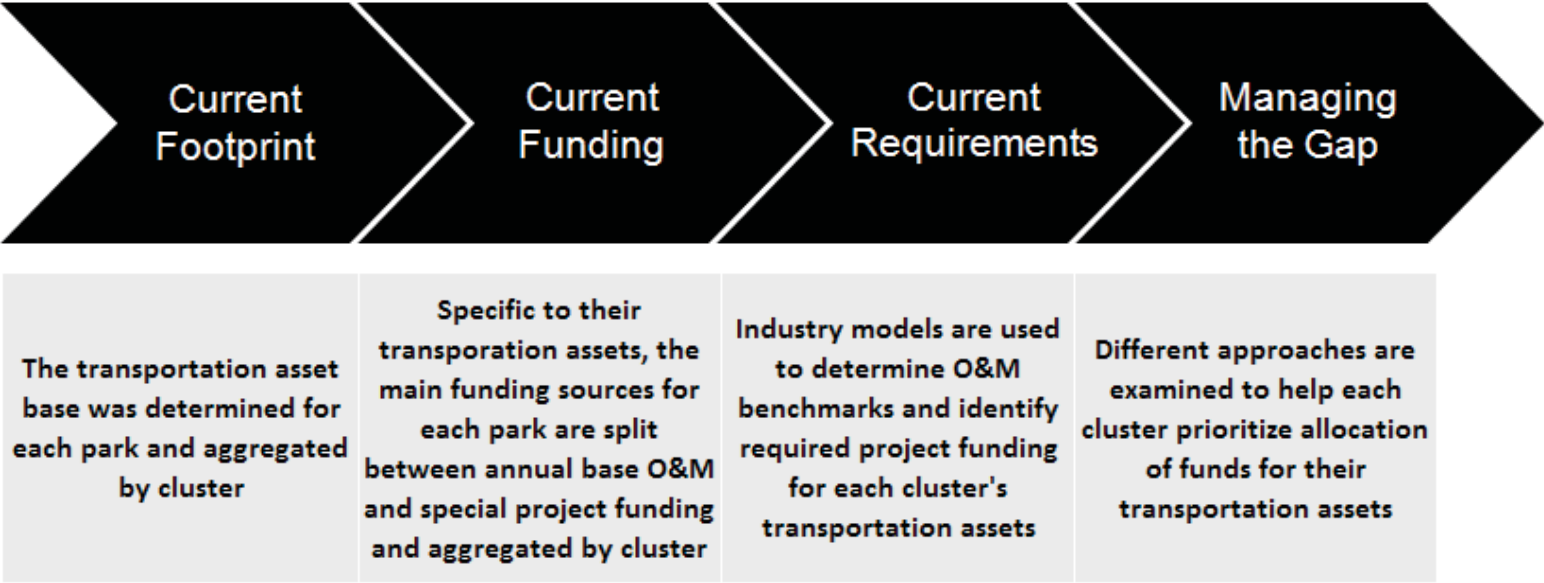 Current
Footprint
Current
Funding
Current
Requirements
Managing
the Gap
The transportation asset
base was determined for
each park and aggregated
by cluster
Specific to their
transporation assets, the
main funding sources for
each park are split
between annual base O&M
and special project funding
and aggregated by cluster
Industry models are used
to determine O&M
benchmarks and identify
required project funding
for each cluster's
transportation assets
Different approaches are
examined to help each
cluster prioritize allocation
of funds for their
transportation assets